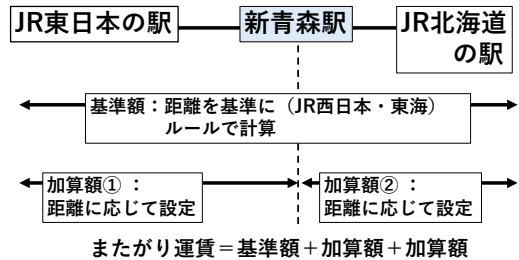 JR東日本の駅
新青森駅
JR北海道
の駅
基準額:距離を基準に(JR西日本・東海)
ルールで計算
加算額①:
距離に応じて設定
加算額②:
距離に応じて設定
またがり運賃=基準額+加算額+加算額